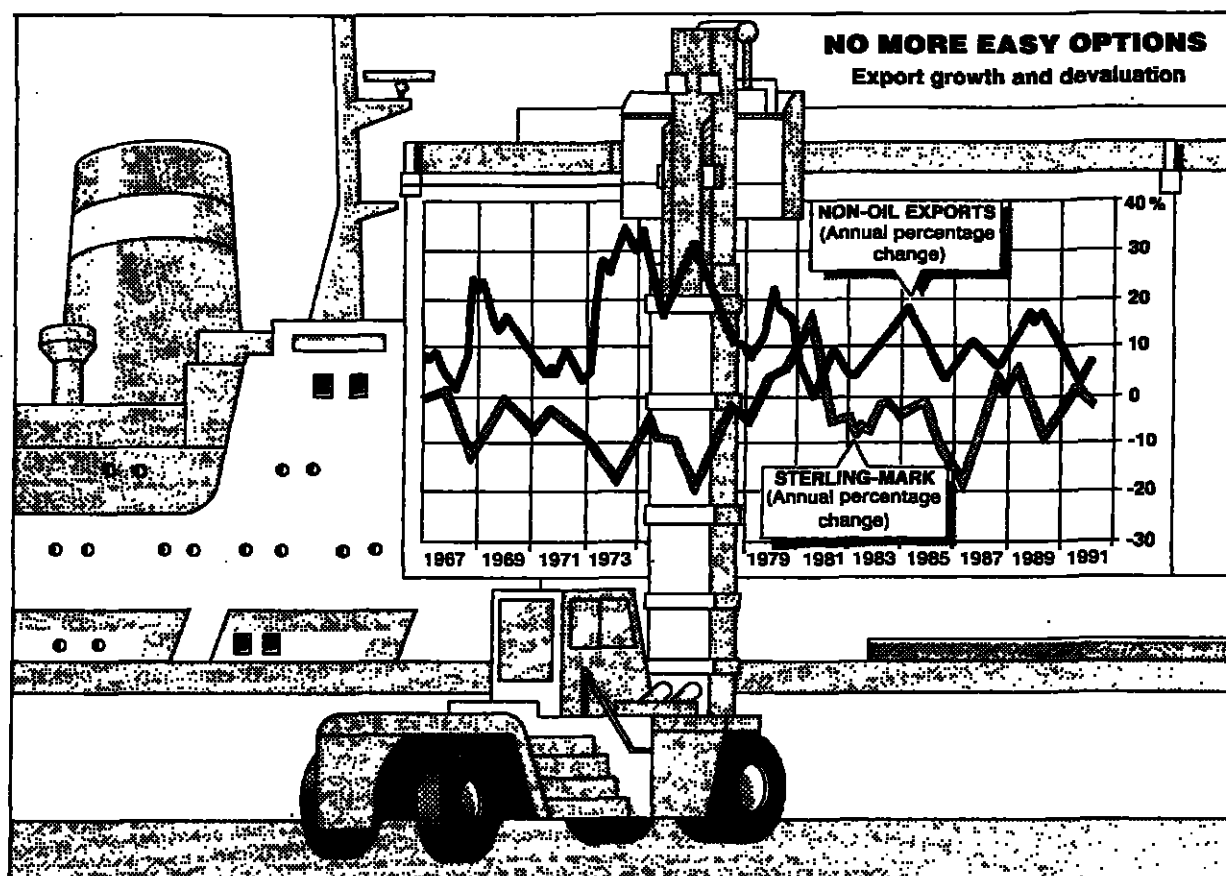 NO MORE EASY OPTIONS
Export growth and devaluation
NON-OIL EXPORTS
(Annual percentage
change)
40 %
30
20
10
0
-10
-20
-30
STERLING-MARK
(Annual percentage
change)
1967 1969 1971 1973 1979 1981 1983 1985 1987 1989 1991